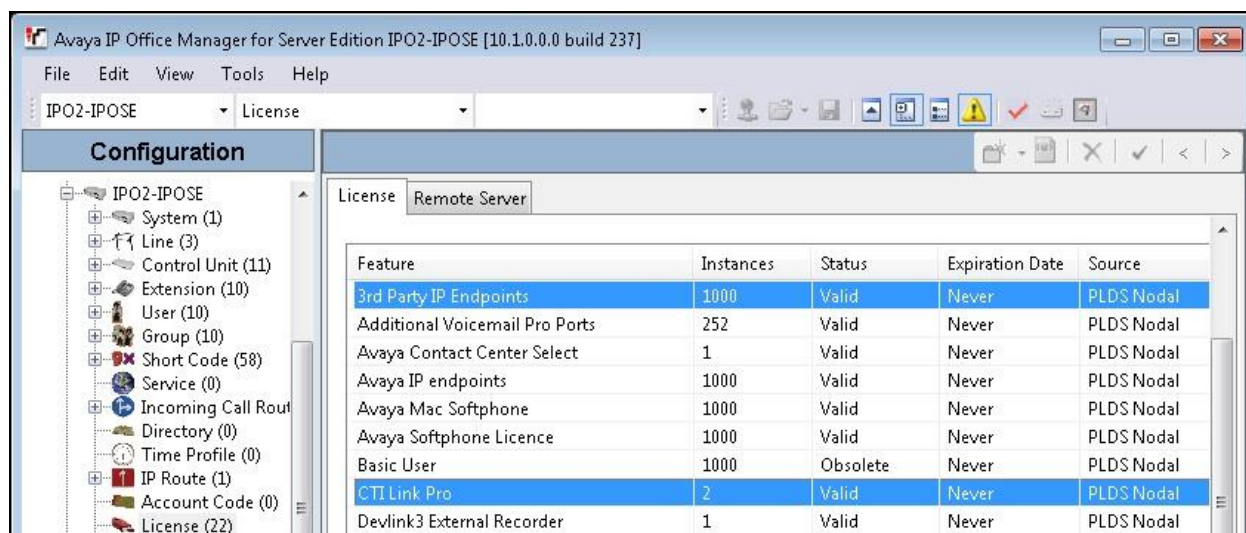 Avaya IP Office Manager for Server Edition IPO2-IPOSE [10.1.0.0.0 build 237]
File Edit View Tools Help
IPO2-IPOSE License
Configuration
IPO2-IPOSE
System (1)
Line (3)
Control Unit (11)
Extension (10)
User (10)
Group (10)
Short Code (58)
Service (0)
Incoming Call Rout
Directory (0)
Time Profile (0)
IP Route (1)
Account Code (0)
License (22)
License Remote Server
Feature Instances Status Expiration Date Source
3rd Party IP Endpoints 1000 Valid Never PLDS Nodal
Additional Voicemail Pro Ports 252 Valid Never PLDS Nodal
Avaya Contact Center Select 1 Valid Never PLDS Nodal
Avaya IP endpoints 1000 Valid Never PLDS Nodal
Avaya Mac Softphone 1000 Valid Never PLDS Nodal
Avaya Softphone Licence 1000 Valid Never PLDS Nodal
Basic User 1000 Obsolete Never PLDS Nodal
CTI Link Pro 2 Valid Never PLDS Nodal
Devlink3 External Recorder 1 Valid Never PLDS Nodal